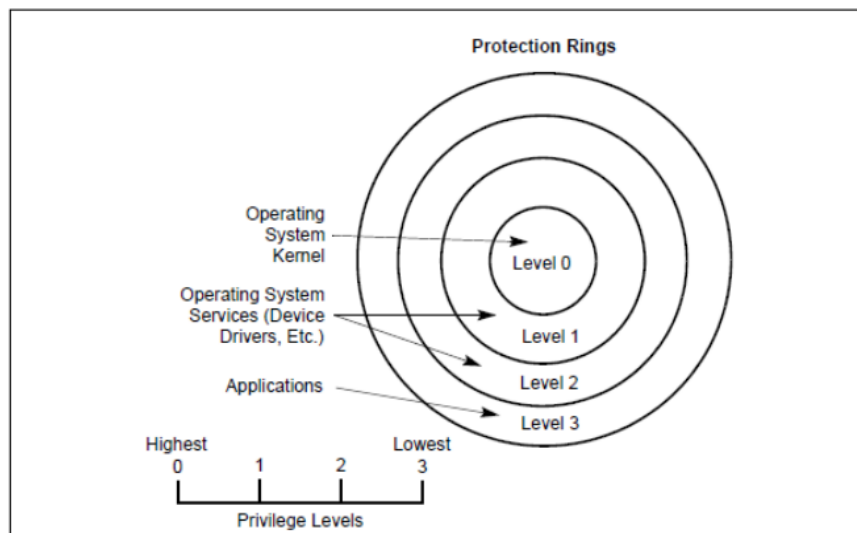 Protection Rings
Operating
System
Kernel
Level 0
Operating System
Services (Device
Drivers, Etc.)
Level 1
Level 2
Applications
Level 3
Highest
Lowest
0
1
2
3
Privilege Levels